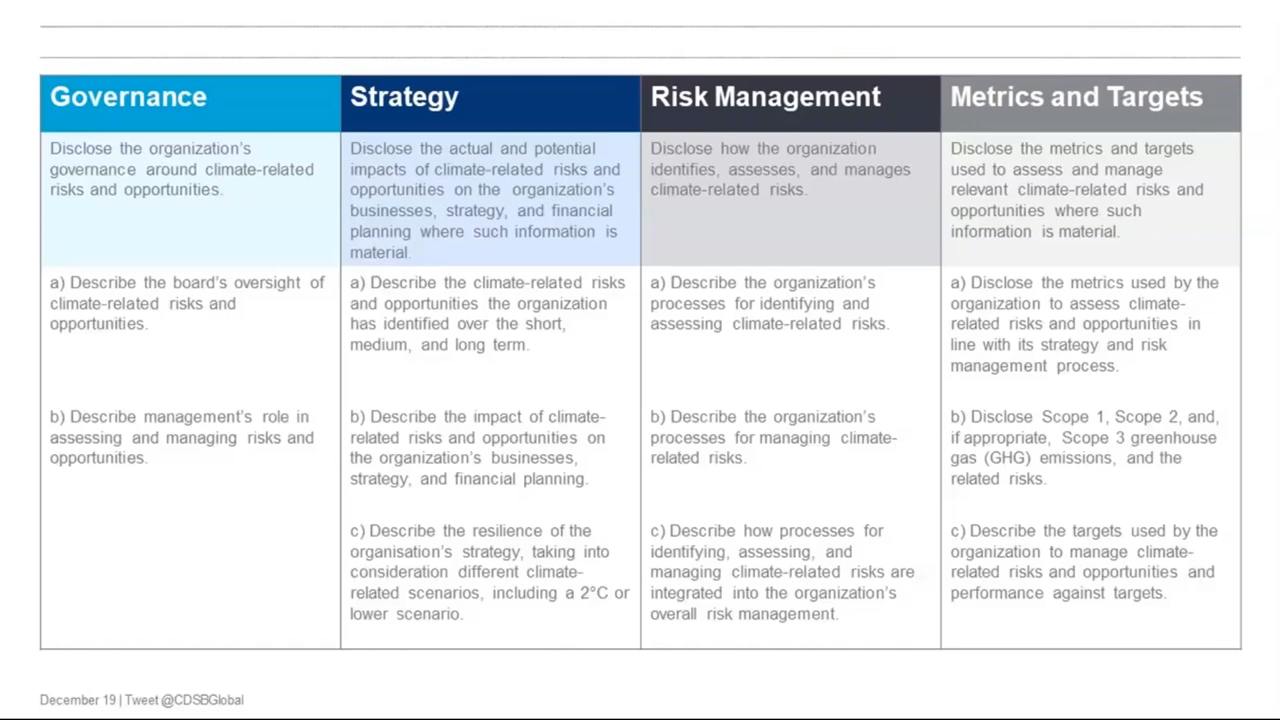 Governance
Strategy
Risk Management
Metrics and Targets
Disclose the organization's
governance around climate-related
risks and opportunities.
Disclose the actual and potential
impacts of climate-related risks and
opportunities on the organization's
businesses, strategy, and financial
planning where such information is
material.
Disclose how the organization
identifies, assesses, and manages
climate-related risks.
Disclose the metrics and targets
used to assess and manage
relevant climate-related risks and
opportunities where such
information is material.
a) Describe the board's oversight of
climate-related risks and
opportunities.
a) Describe the climate-related risks
and opportunities the organization
has identified over the short,
medium, and long term.
a) Describe the organization's
processes for identifying and
assessing climate-related risks.
a) Disclose the metrics used by the
organization to assess climate-
related risks and opportunities in
line with its strategy and risk
management process.
b) Describe management's role in
assessing and managing risks and
opportunities.
b) Describe the impact of climate-
related risks and opportunities on
the organization's businesses,
strategy, and financial planning.
b) Describe the organization's
processes for managing climate-
related risks.
b) Disclose Scope 1, Scope 2, and,
if appropriate, Scope 3 greenhouse
gas (GHG) emissions, and the
related risks.
c) Describe the resilience of the
organisation's strategy, taking into
consideration different climate-
related scenarios, including a 2°C or
lower scenario.
c) Describe how processes for
identifying, assessing, and
managing climate-related risks are
integrated into the organization's
overall risk management.
c) Describe the targets used by the
organization to manage climate-
related risks and opportunities and
performance against targets.
December 19 | Tweet @CDSBGlobal